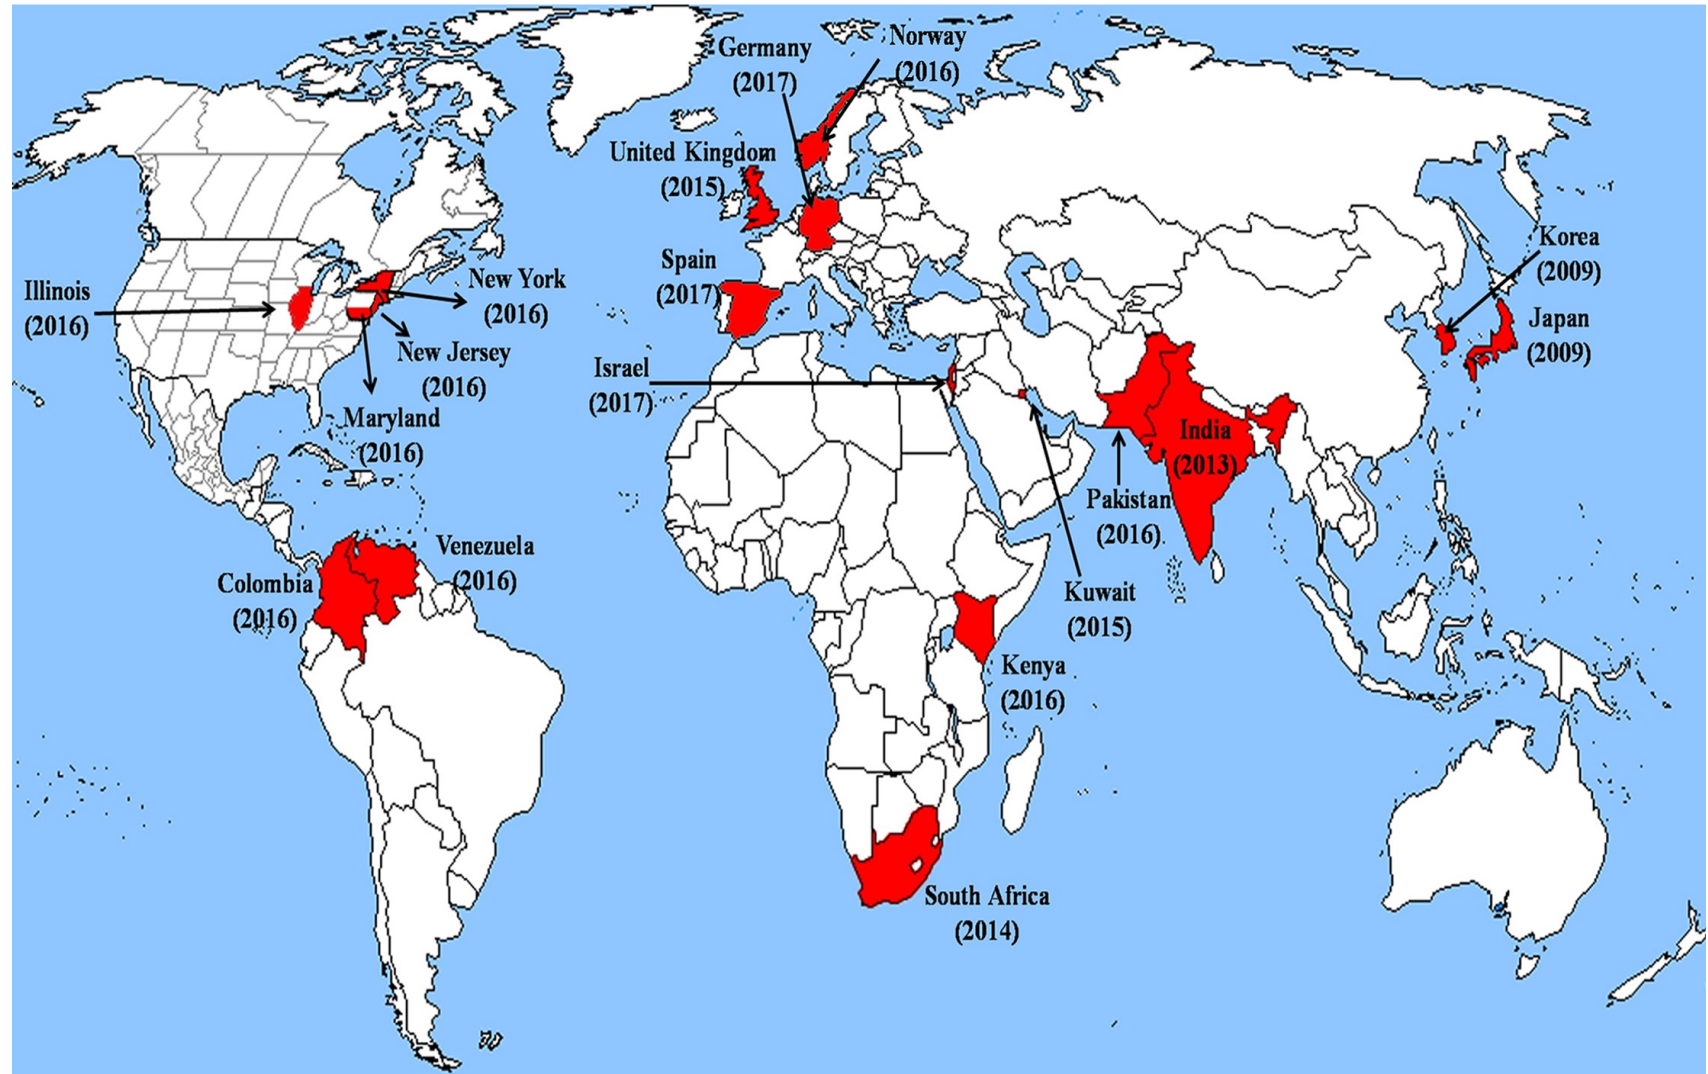 Norway
(2016)
Germany
(2017)
United Kingdom
(2015)
Spain
(2017)
Korea
(2009)
Japan
(2009)
Illinois
(2016)
New York
(2016)
New Jersey
(2016)
Maryland
(2016)
Israel
(2017)
India
(2013)
Pakistan
(2016)
Kuwait
(2015)
Venezuela
(2016)
Colombia
(2016)
Kenya
(2016)
South Africa
(2014)